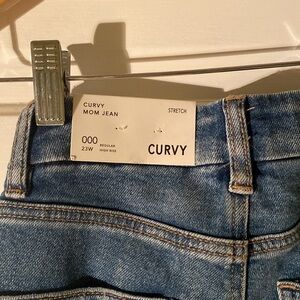 CURVY
MOM JEAN
STRETCH
000 REGULAR
23W HIGH RISE
CURVY